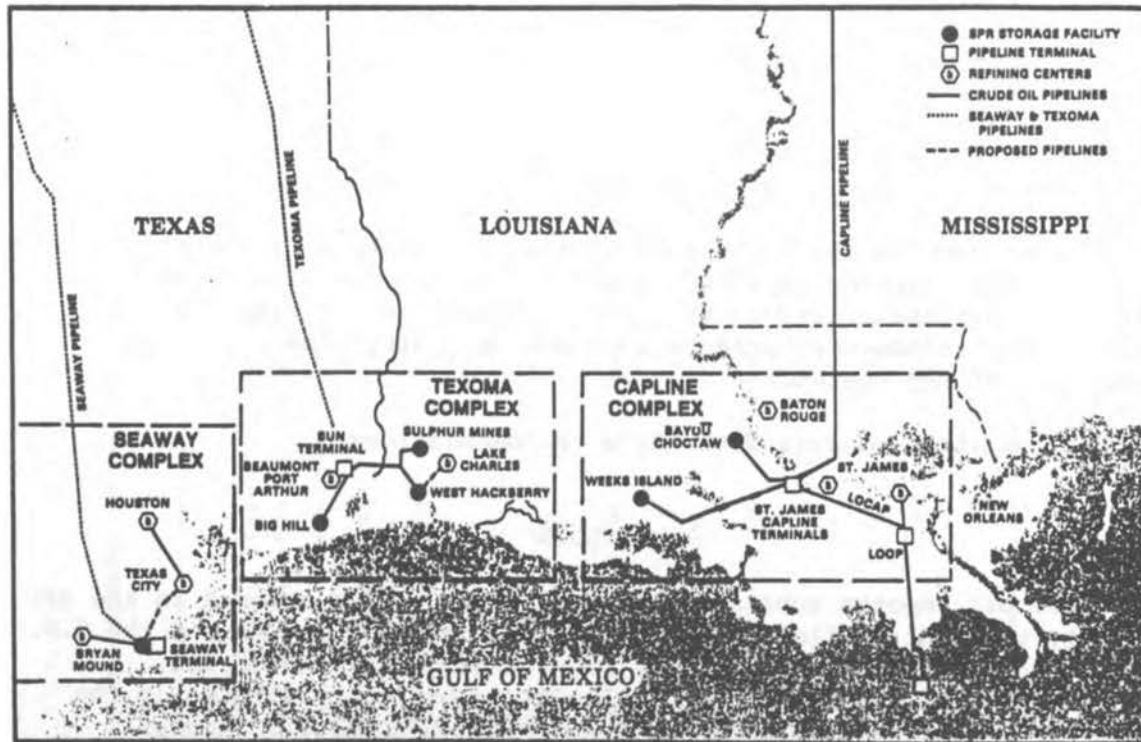 SPR STORAGE FACILITY
PIPELINE TERMINAL
REFINING CENTERS
CRUDE OIL PIPELINES
SEAWAY & TEXOMA
PIPELINES
PROPOSED PIPELINES
TEXAS
LOUISIANA
MISSISSIPPI
SEAWAY PIPELINE
TEXOMA PIPELINE
CAPLINE PIPELINE
SEAWAY
COMPLEX
HOUSTON
TEXAS
CITY
BRYAN
MOUND
SEAWAY
TERMINAL
TEXOMA
COMPLEX
SUN
TERMINAL
SULPHUR MINES
BEAUMONT
PORT
ARTHUR
LAKE
CHARLES
WEST HACKBERRY
BIG HILL
CAPLINE
COMPLEX
BATON
ROUGE
BAYOU
CHOCTAW
WEEKS ISLAND
ST. JAMES
ST. JAMES
CAPLINE
TERMINALS
LOCAP
LOOP
NEW
ORLEANS
GULF OF MEXICO